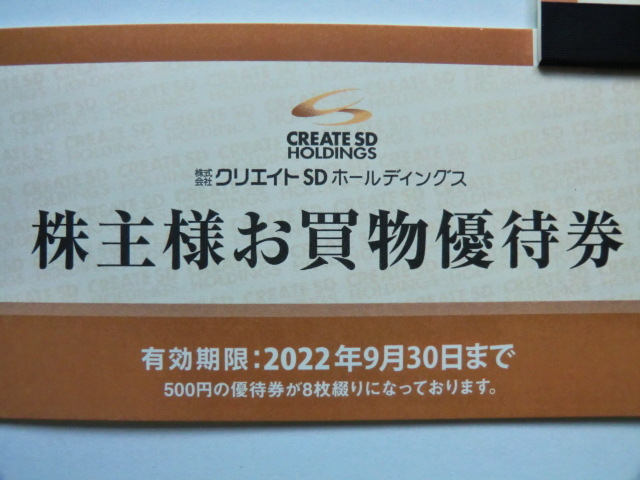 CREATE SD
HOLDINGS
株式会社クリエイトSDホールディングス
株主様お買物優待券
有効期限:2022年9月30日まで
500円の優待券が8枚綴りになっております。